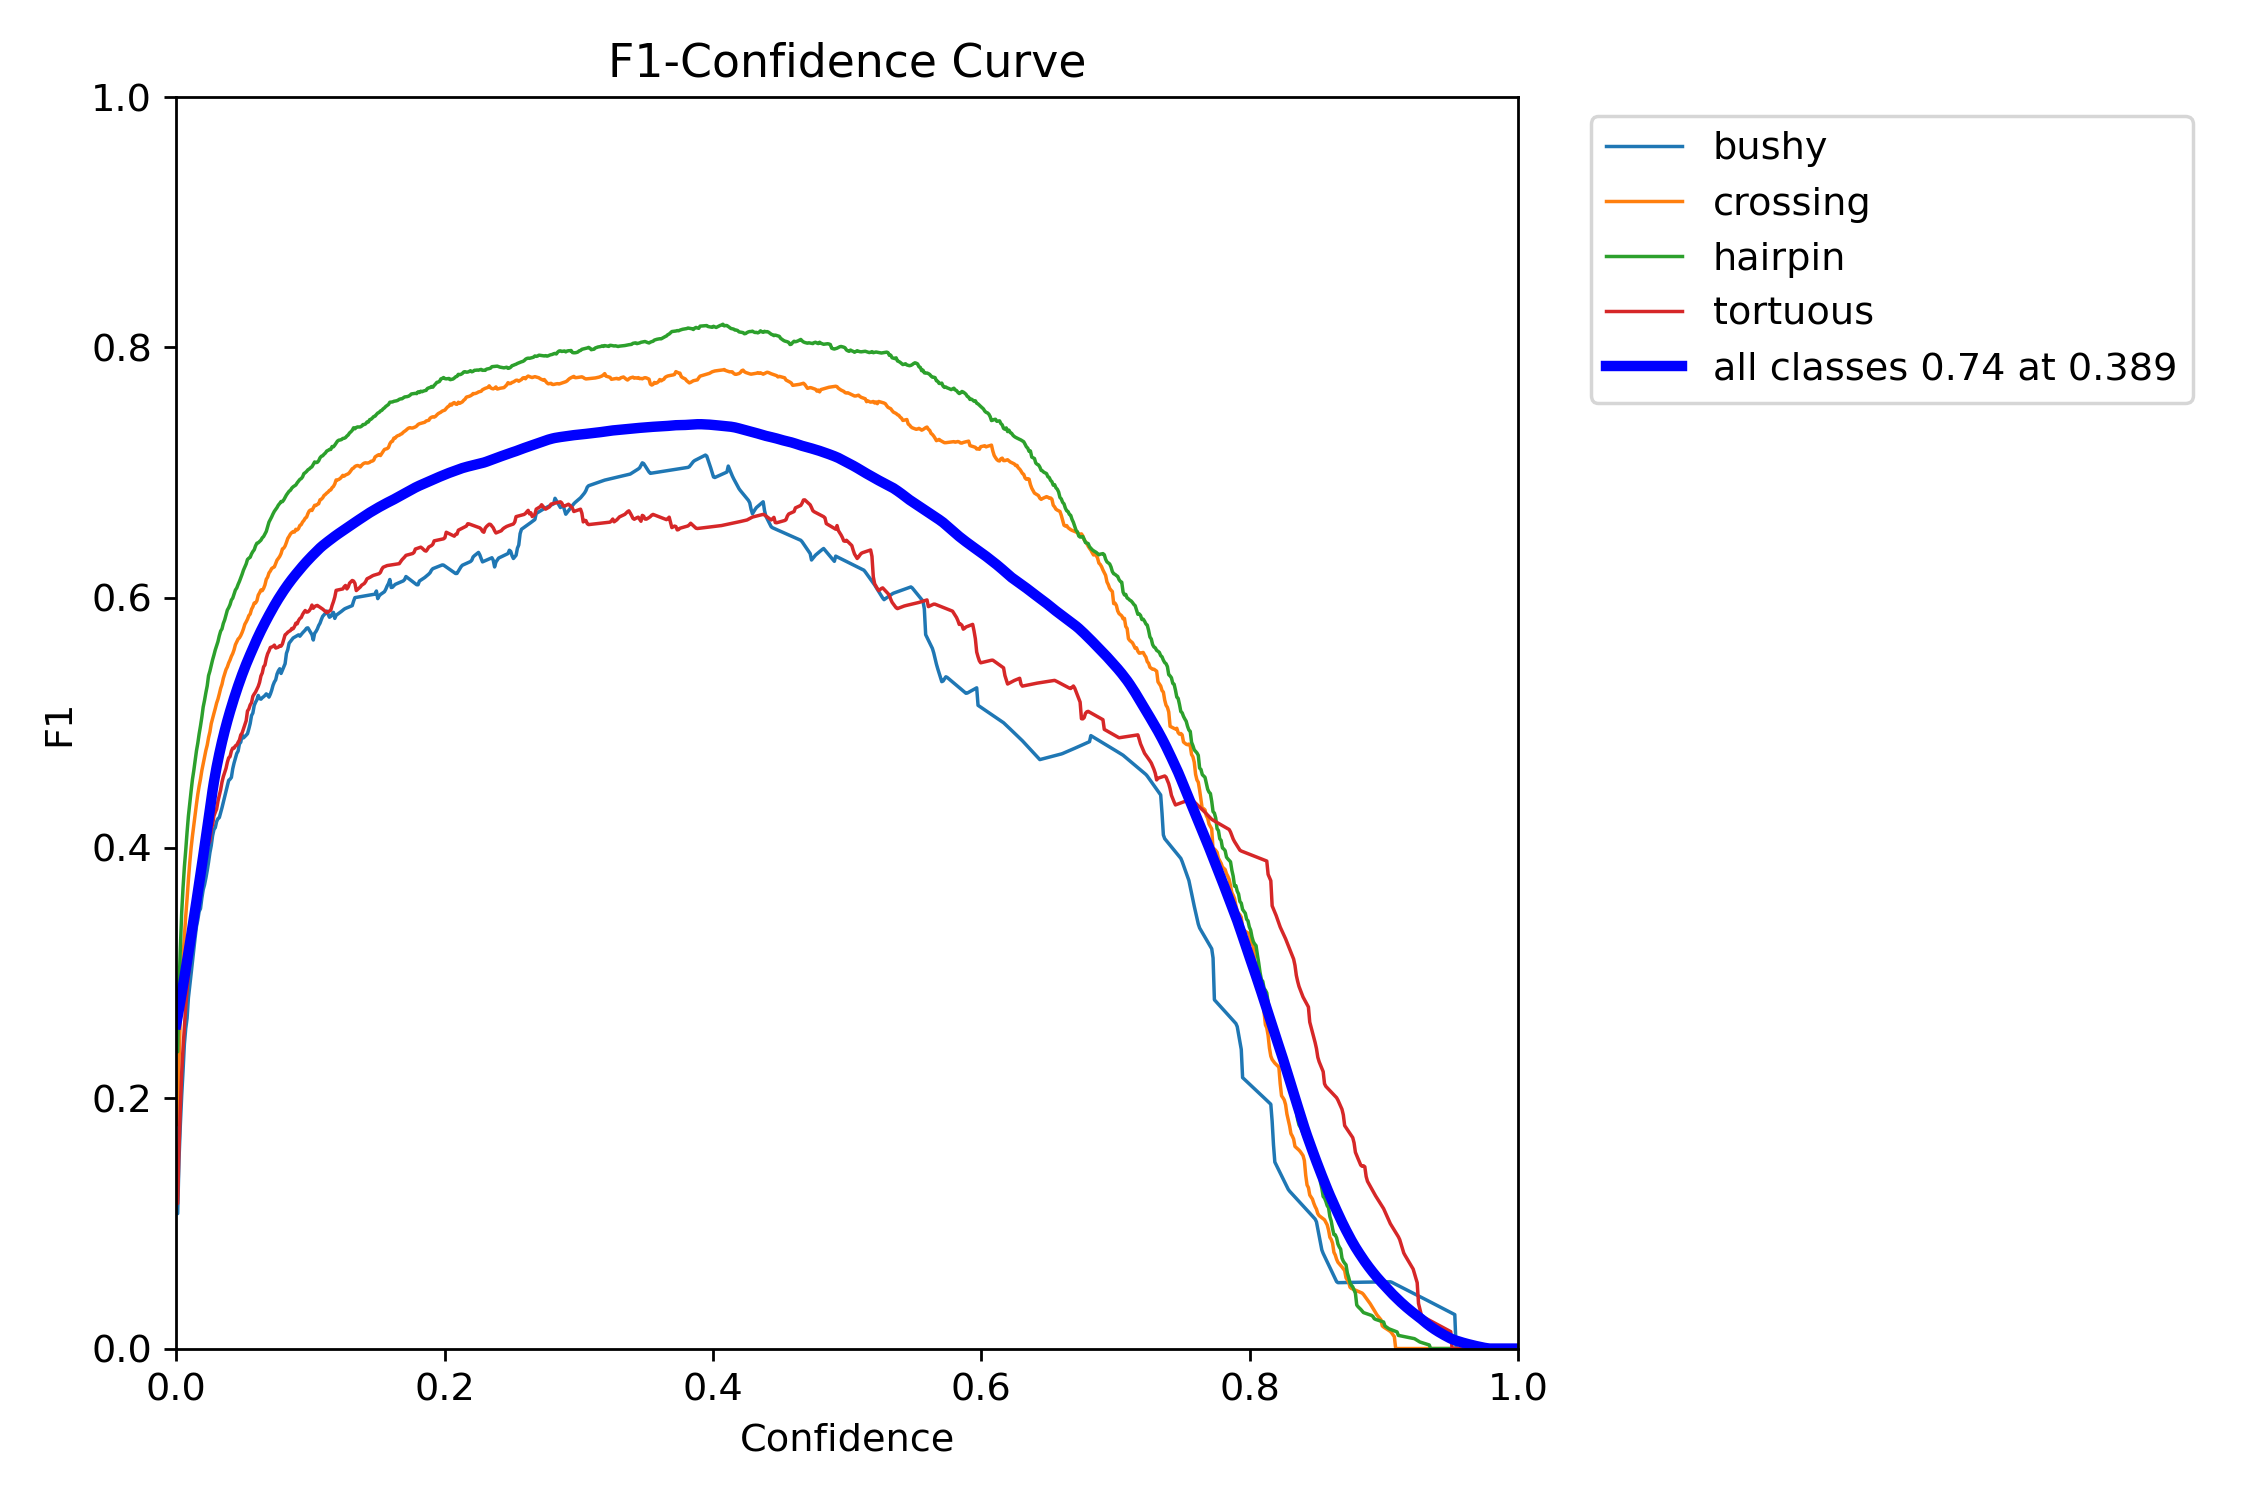 F1-Confidence Curve
1.0
0.8
0.6
0.4
0.2
0.0
F1
0.0 0.2 0.4 0.6 0.8 1.0
Confidence
bushy
crossing
hairpin
tortuous
all classes 0.74 at 0.389